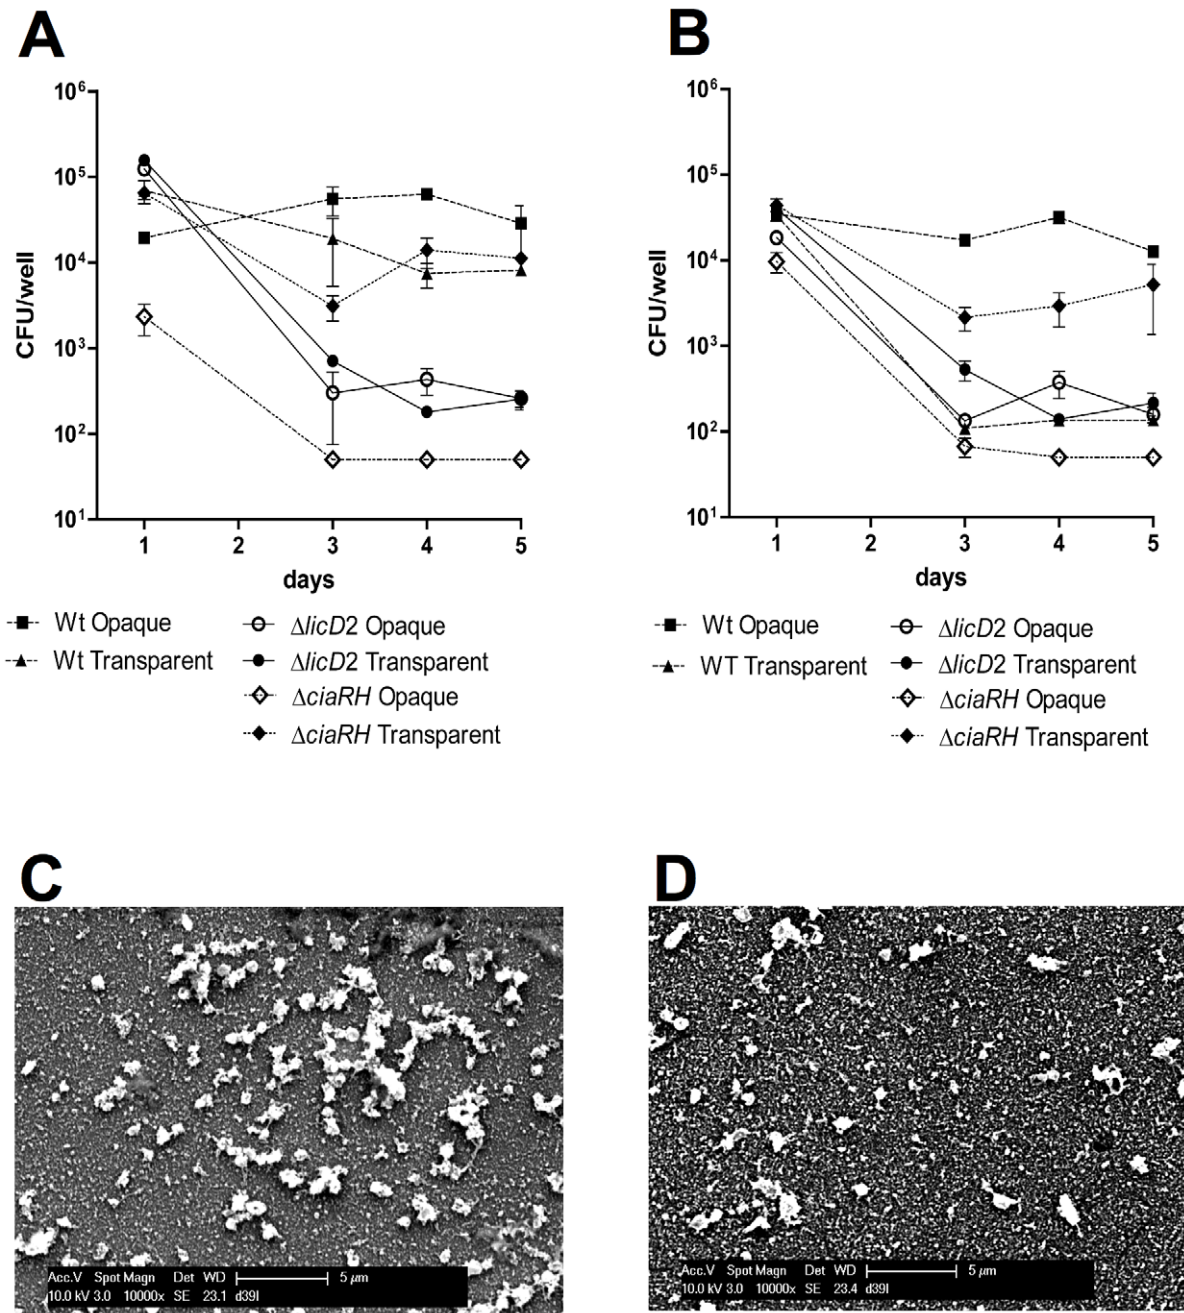 A
10⁶
10⁵
10⁴
10³
10²
10¹
CFU/well
1 2 3 4 5
days
Wt Opaque
Wt Transparent
ΔlicD2 Opaque
ΔlicD2 Transparent
ΔciaRH Opaque
ΔciaRH Transparent
B
10⁶
10⁵
10⁴
10³
10²
10¹
CFU/well
1 2 3 4 5
days
Wt Opaque
WT Transparent
ΔlicD2 Opaque
ΔlicD2 Transparent
ΔciaRH Opaque
ΔciaRH Transparent
C
Acc.V Spot Magn Det WD 5 µm
10.0 kV 3.0 10000x SE 23.1 d39I
D
Acc.V Spot Magn Det WD 5 µm
10.0 kV 3.0 10000x SE 23.4 d39I